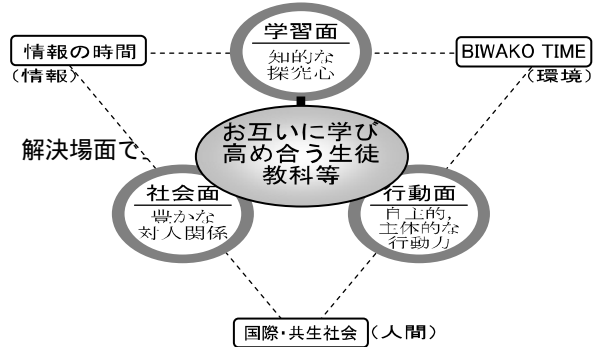 学習面
知的な
探究心
情報の時間
(情報)
BIWAKO TIME
(環境)
お互いに学び
高め合う生徒
教科等
解決場面で、
社会面
豊かな
対人関係
行動面
自主的,
主体的な
行動力
国際・共生社会
(人間)